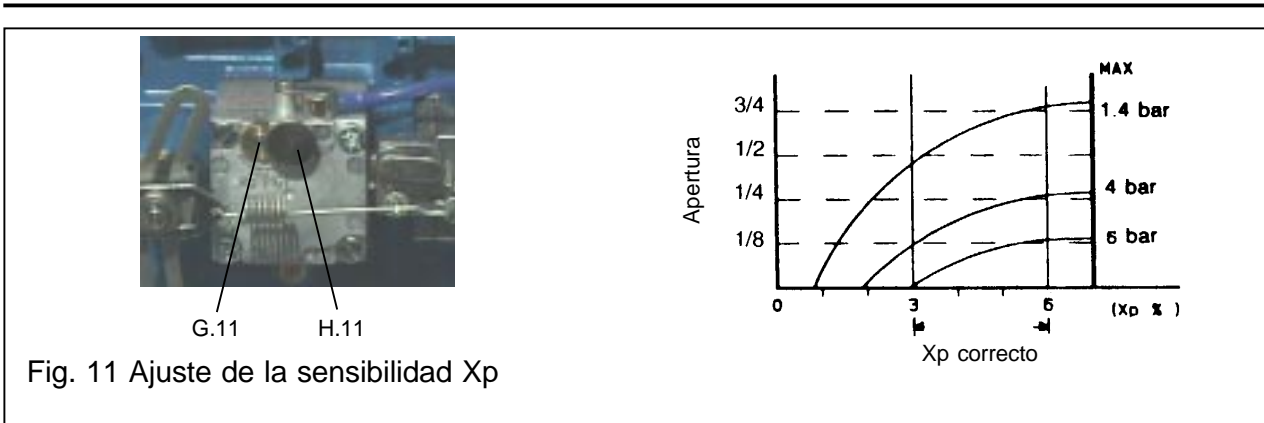 G.11 H.11
Fig. 11 Ajuste de la sensibilidad Xp
MAX
3/4
1.4 bar
1/2
Apertura
1/4
4 bar
1/8
6 bar
0 3 6 (Xp % )
Xp correcto